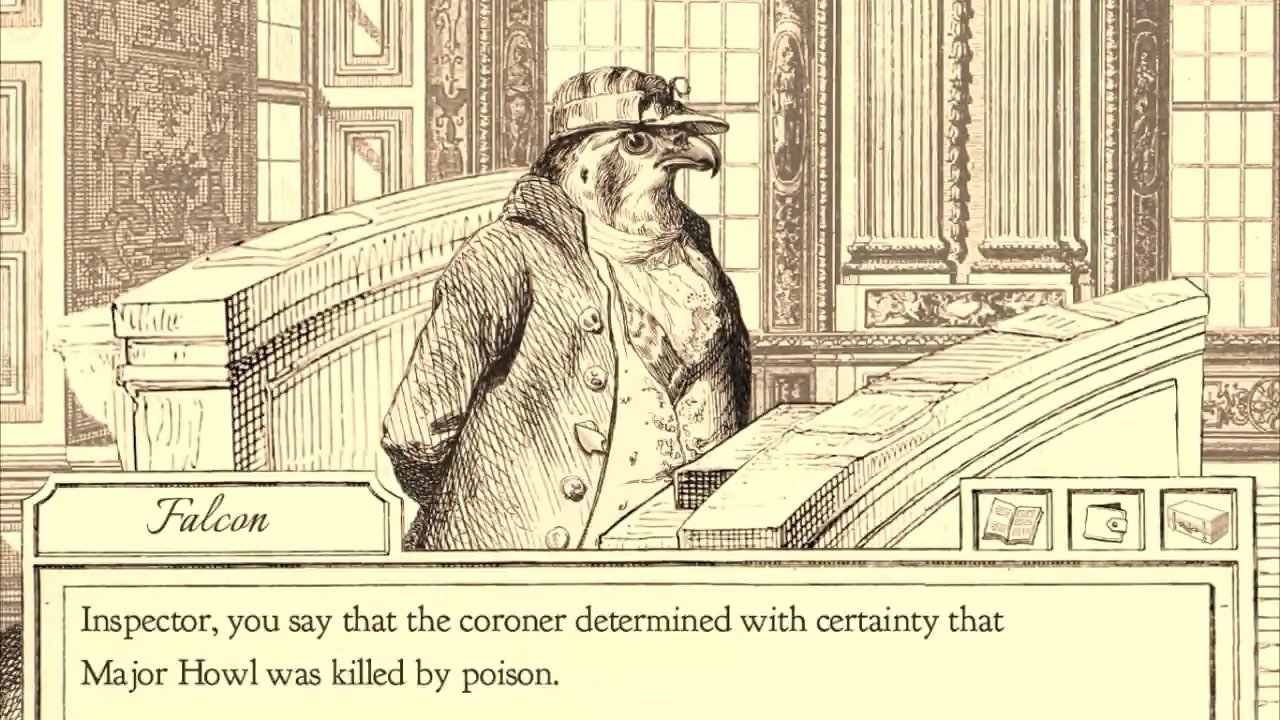 Falcon
Inspector, you say that the coroner determined with certainty that
Major Howl was killed by poison.